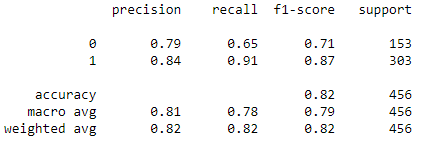 precision recall f1-score support
0 0.79 0.65 0.71 153
1 0.84 0.91 0.87 303
accuracy 0.82 456
macro avg 0.81 0.78 0.79 456
weighted avg 0.82 0.82 0.82 456